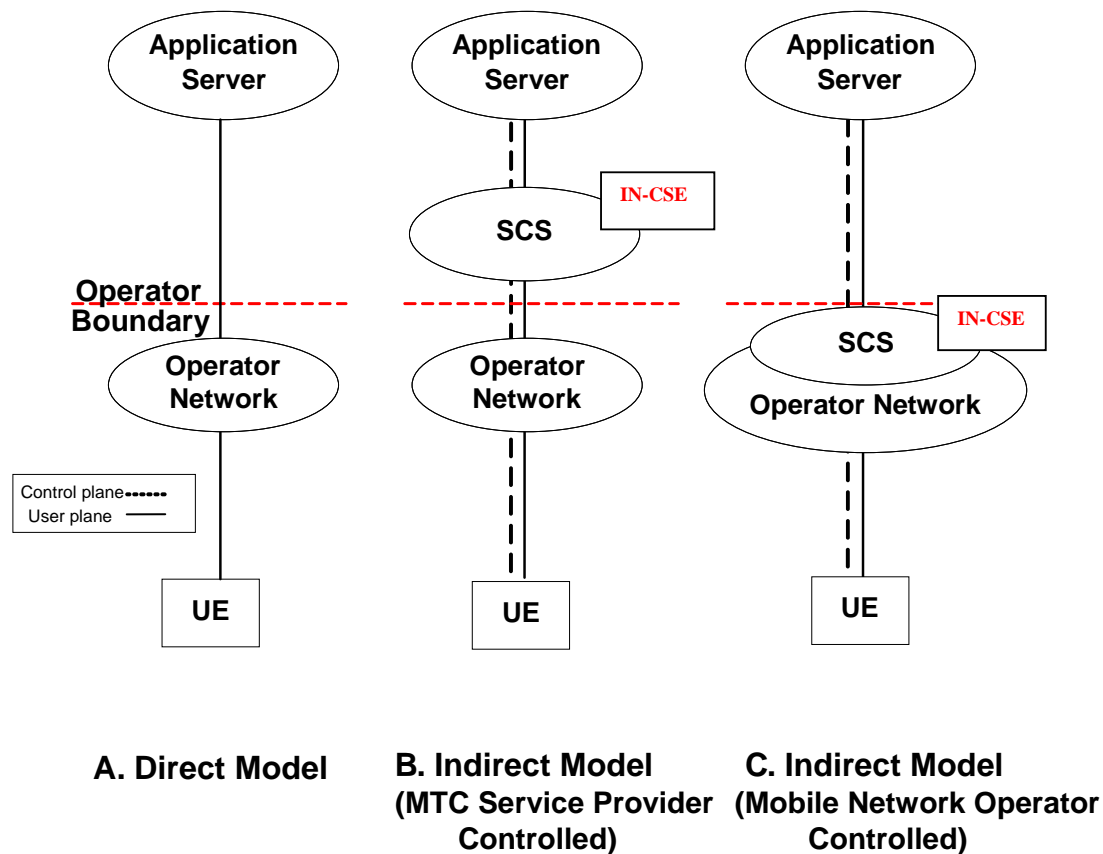 Application
Server
Application
Server
Application
Server
IN-CSE
SCS
Operator
Boundary
IN-CSE
SCS
Operator
Network
Operator
Network
Operator Network
Control plane
User plane
UE
UE
UE
A. Direct Model
B. Indirect Model
(MTC Service Provider
Controlled)
C. Indirect Model
(Mobile Network Operator
Controlled)